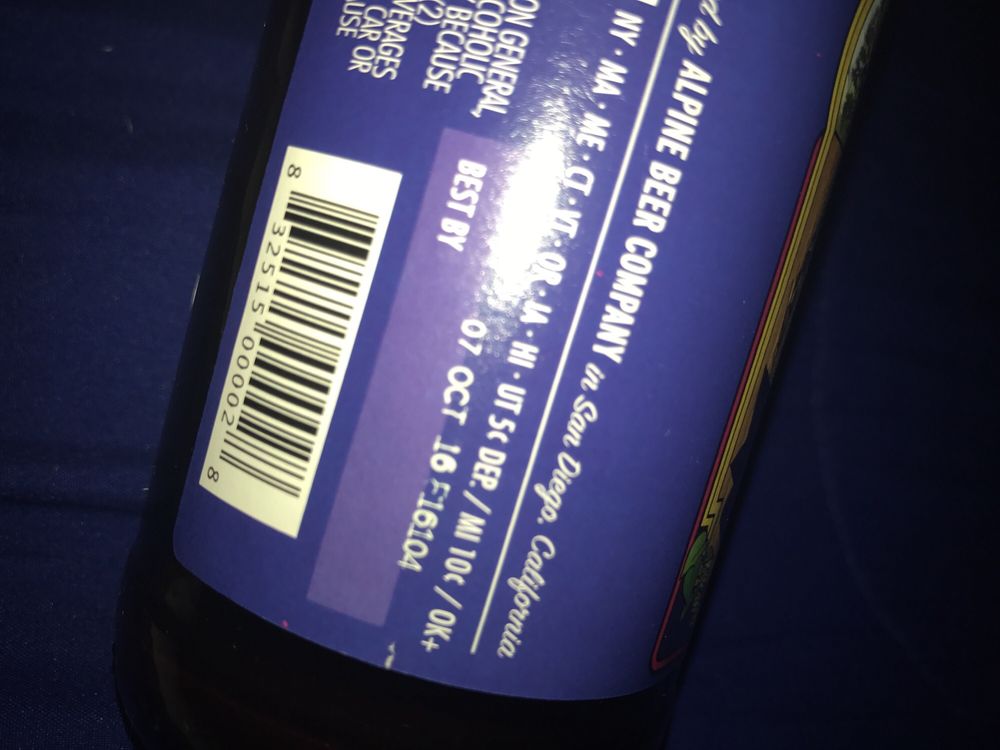 ON GENERAL,
COHOLIC
BECAUSE
(2)
VERAGES
CAR OR
USE
by ALPINE BEER COMPANY in San Diego, California.
NY · MA · ME · CT · VT · OR · IA · HI · UT 5¢ DEP. / MI 10¢ / OK+
BEST BY
07 OCT 16 F16104
8 32515 00002 8